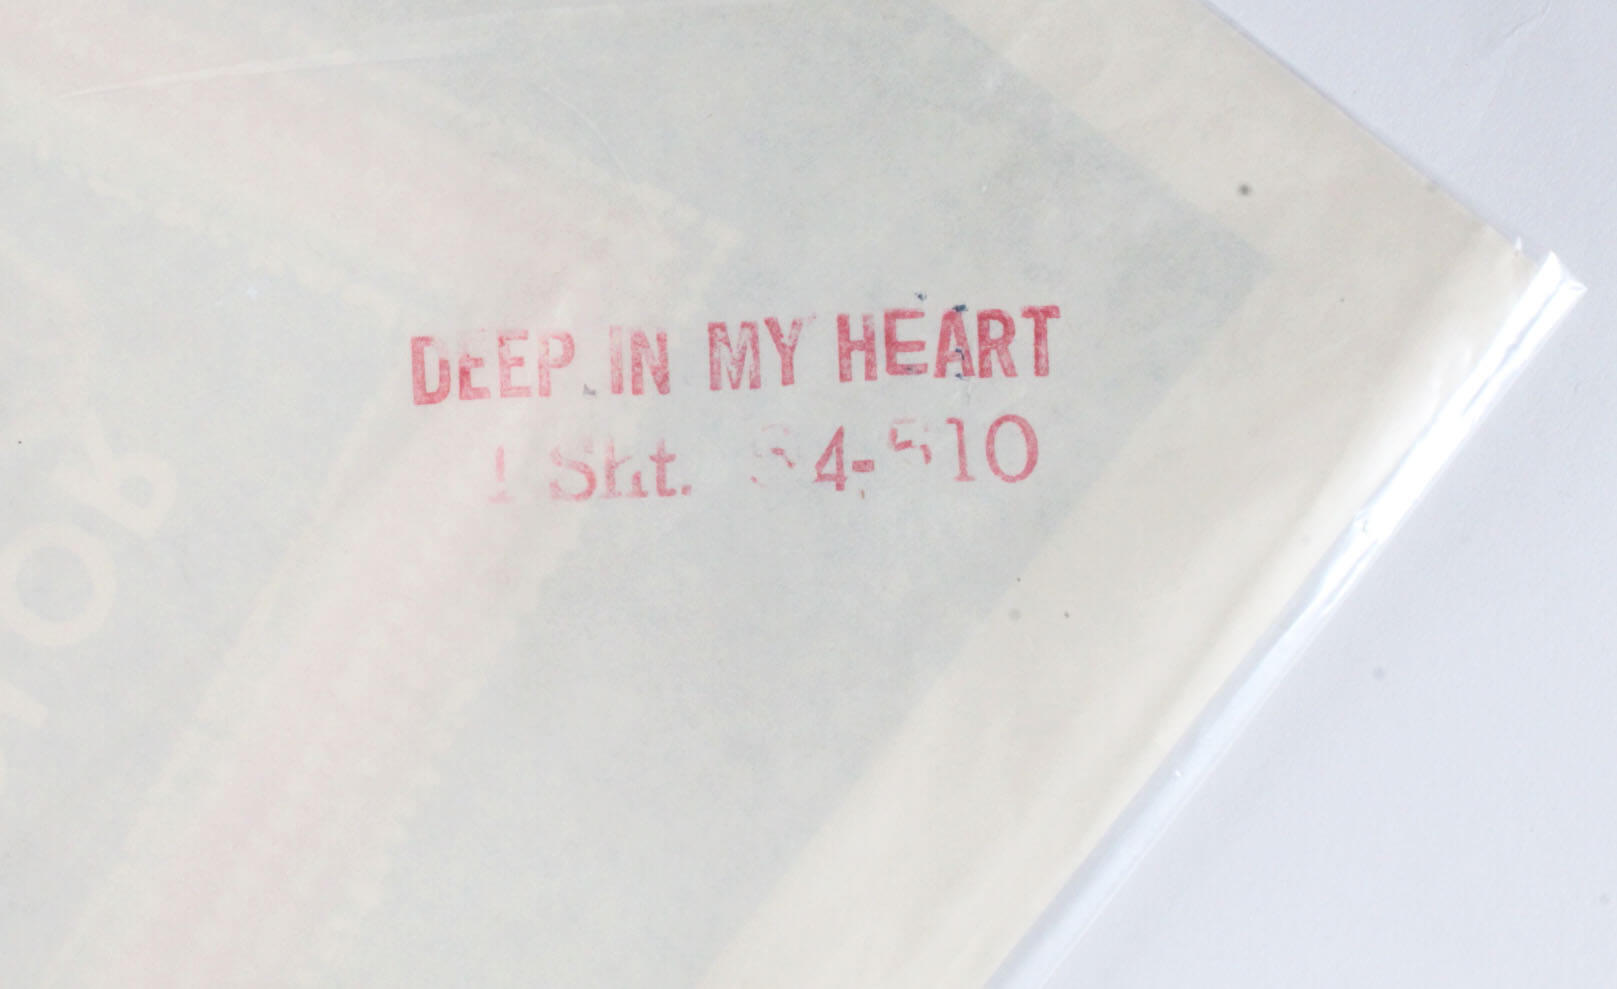 DEEP IN MY HEART
1 Sht. 54-510